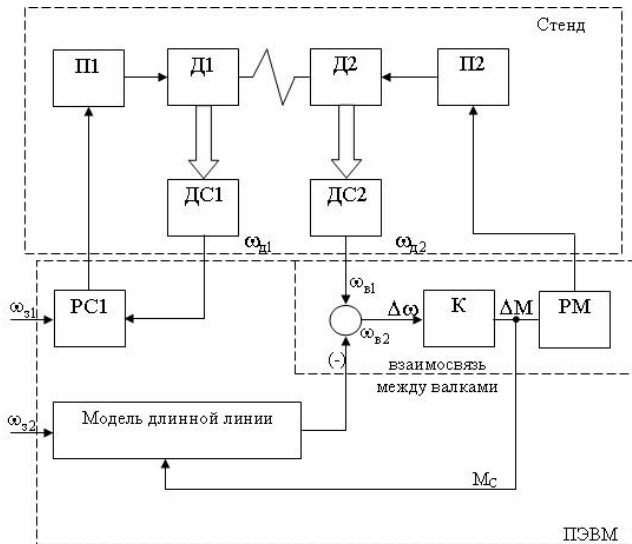 Стенд
П1
Д1
Д2
П2
ДС1
ДС2
ωд1
ωд2
ωз1
РС1
ωв1
ωв2
Δω
К
ΔМ
РМ
(-)
взаимосвязь
между валками
ωз2
Модель длинной линии
МС
ПЭВМ